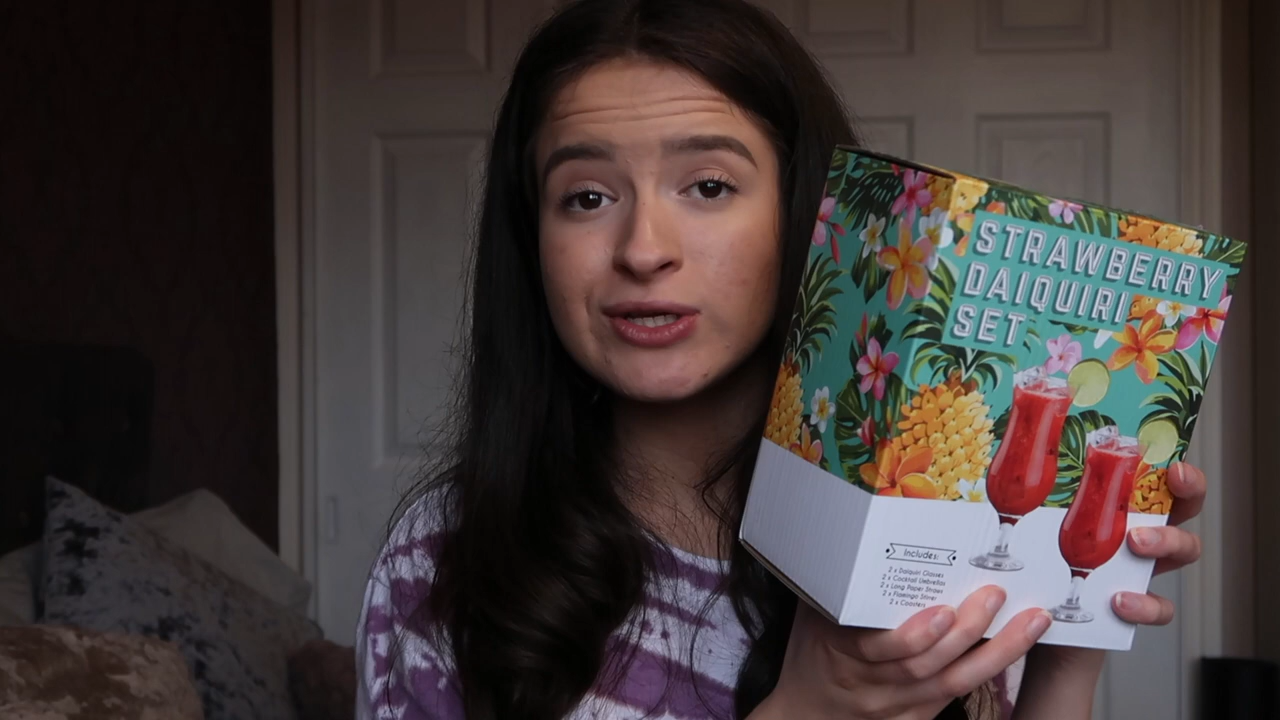 STRAWBERRY
DAIQUIRI
SET
Includes:
2 x Daiquiri Glasses
2 x Cocktail Umbrellas
2 x Long Paper Straws
2 x Flamingo Stirrer
2 x Coasters